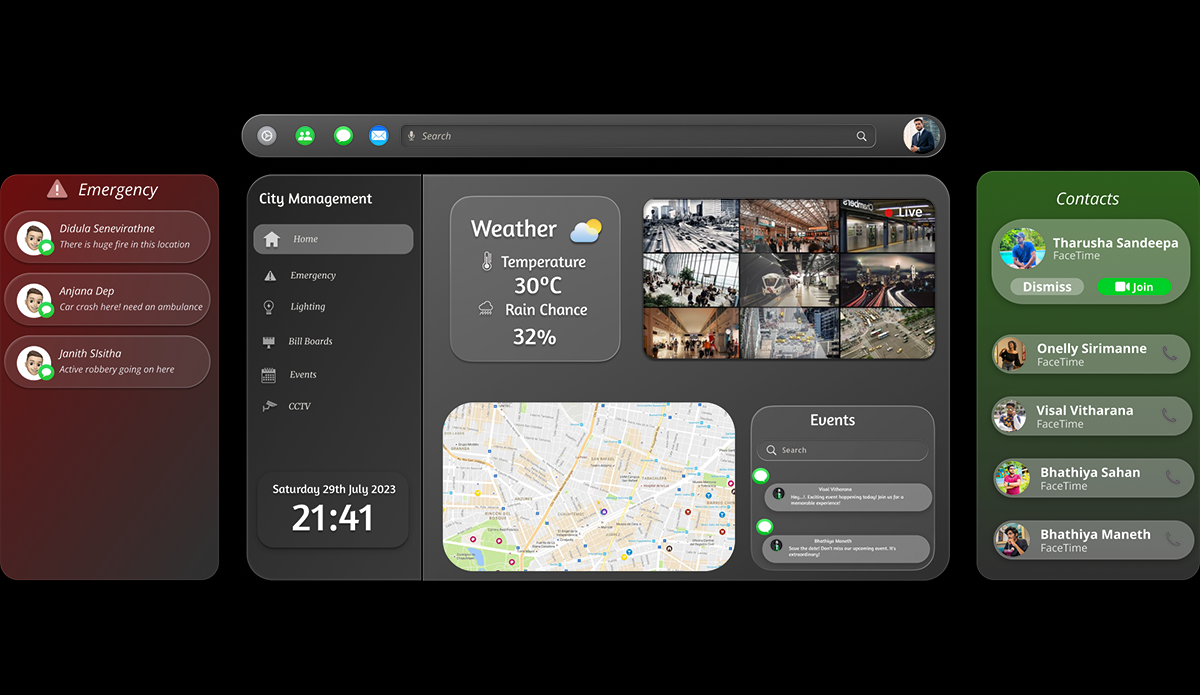 Search
Emergency
Didula Senevirathne
There is huge fire in this location
Anjana Dep
Car crash here! need an ambulance
Janith SIsitha
Active robbery going on here
City Management
Home
Emergency
Lighting
Bill Boards
Events
CCTV
Saturday 29th July 2023
21:41
Weather
Temperature
30°C
Rain Chance
32%
Live
Events
Search
Visal Vitharana
Hey...!. Exciting event happening today! Join us for a
memorable experience!
Bhathiya Maneth
Save the date! Don't miss our upcoming event. It's
extraordinary!
Contacts
Tharusha Sandeepa
FaceTime
Dismiss
Join
Onelly Sirimanne
FaceTime
Visal Vitharana
FaceTime
Bhathiya Sahan
FaceTime
Bhathiya Maneth
FaceTime